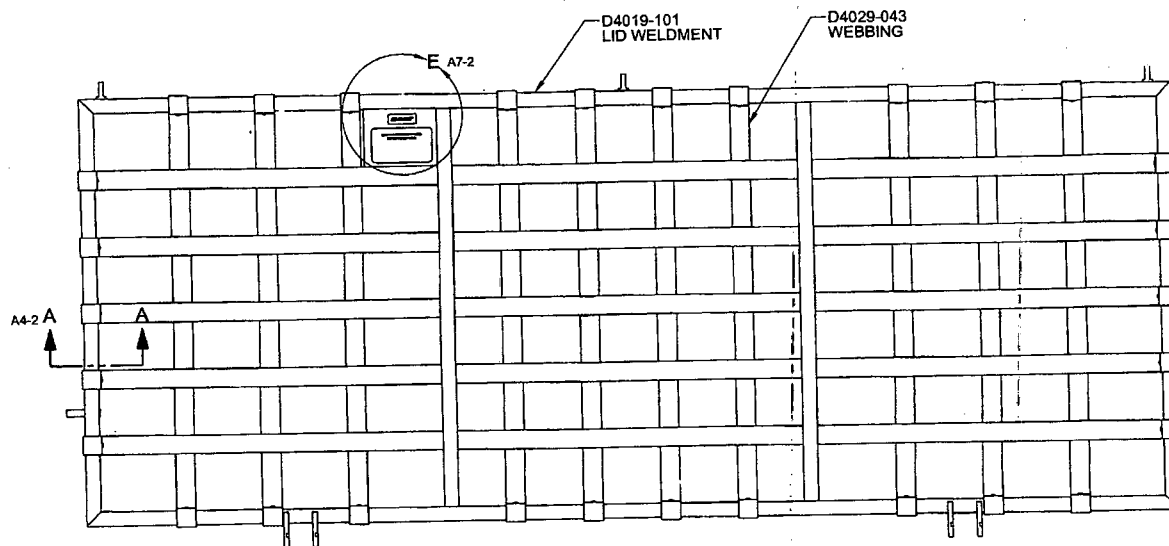 D4019-101
LID WELDMENT
D4029-043
WEBBING
E A7-2
A4-2 A A